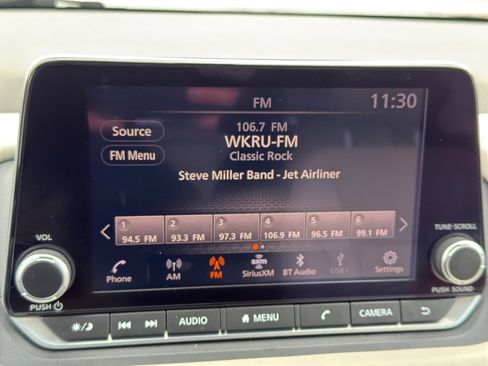 FM 11:30
Source
FM Menu
106.7 FM
WKRU-FM
Classic Rock
Steve Miller Band - Jet Airliner
1 2 3 4 5 6
94.5 FM 93.3 FM 97.3 FM 106.9 FM 96.5 FM 99.1 FM
Phone AM FM SiriusXM BT Audio USB1 Settings
sxm
VOL
PUSH
TUNE-SCROLL
PUSH SOUND
AUDIO MENU CAMERA